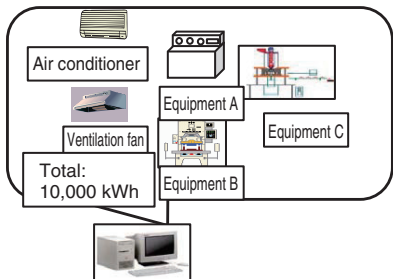 Air conditioner
Equipment A
Ventilation fan
Equipment C
Total:
10,000 kWh
Equipment B